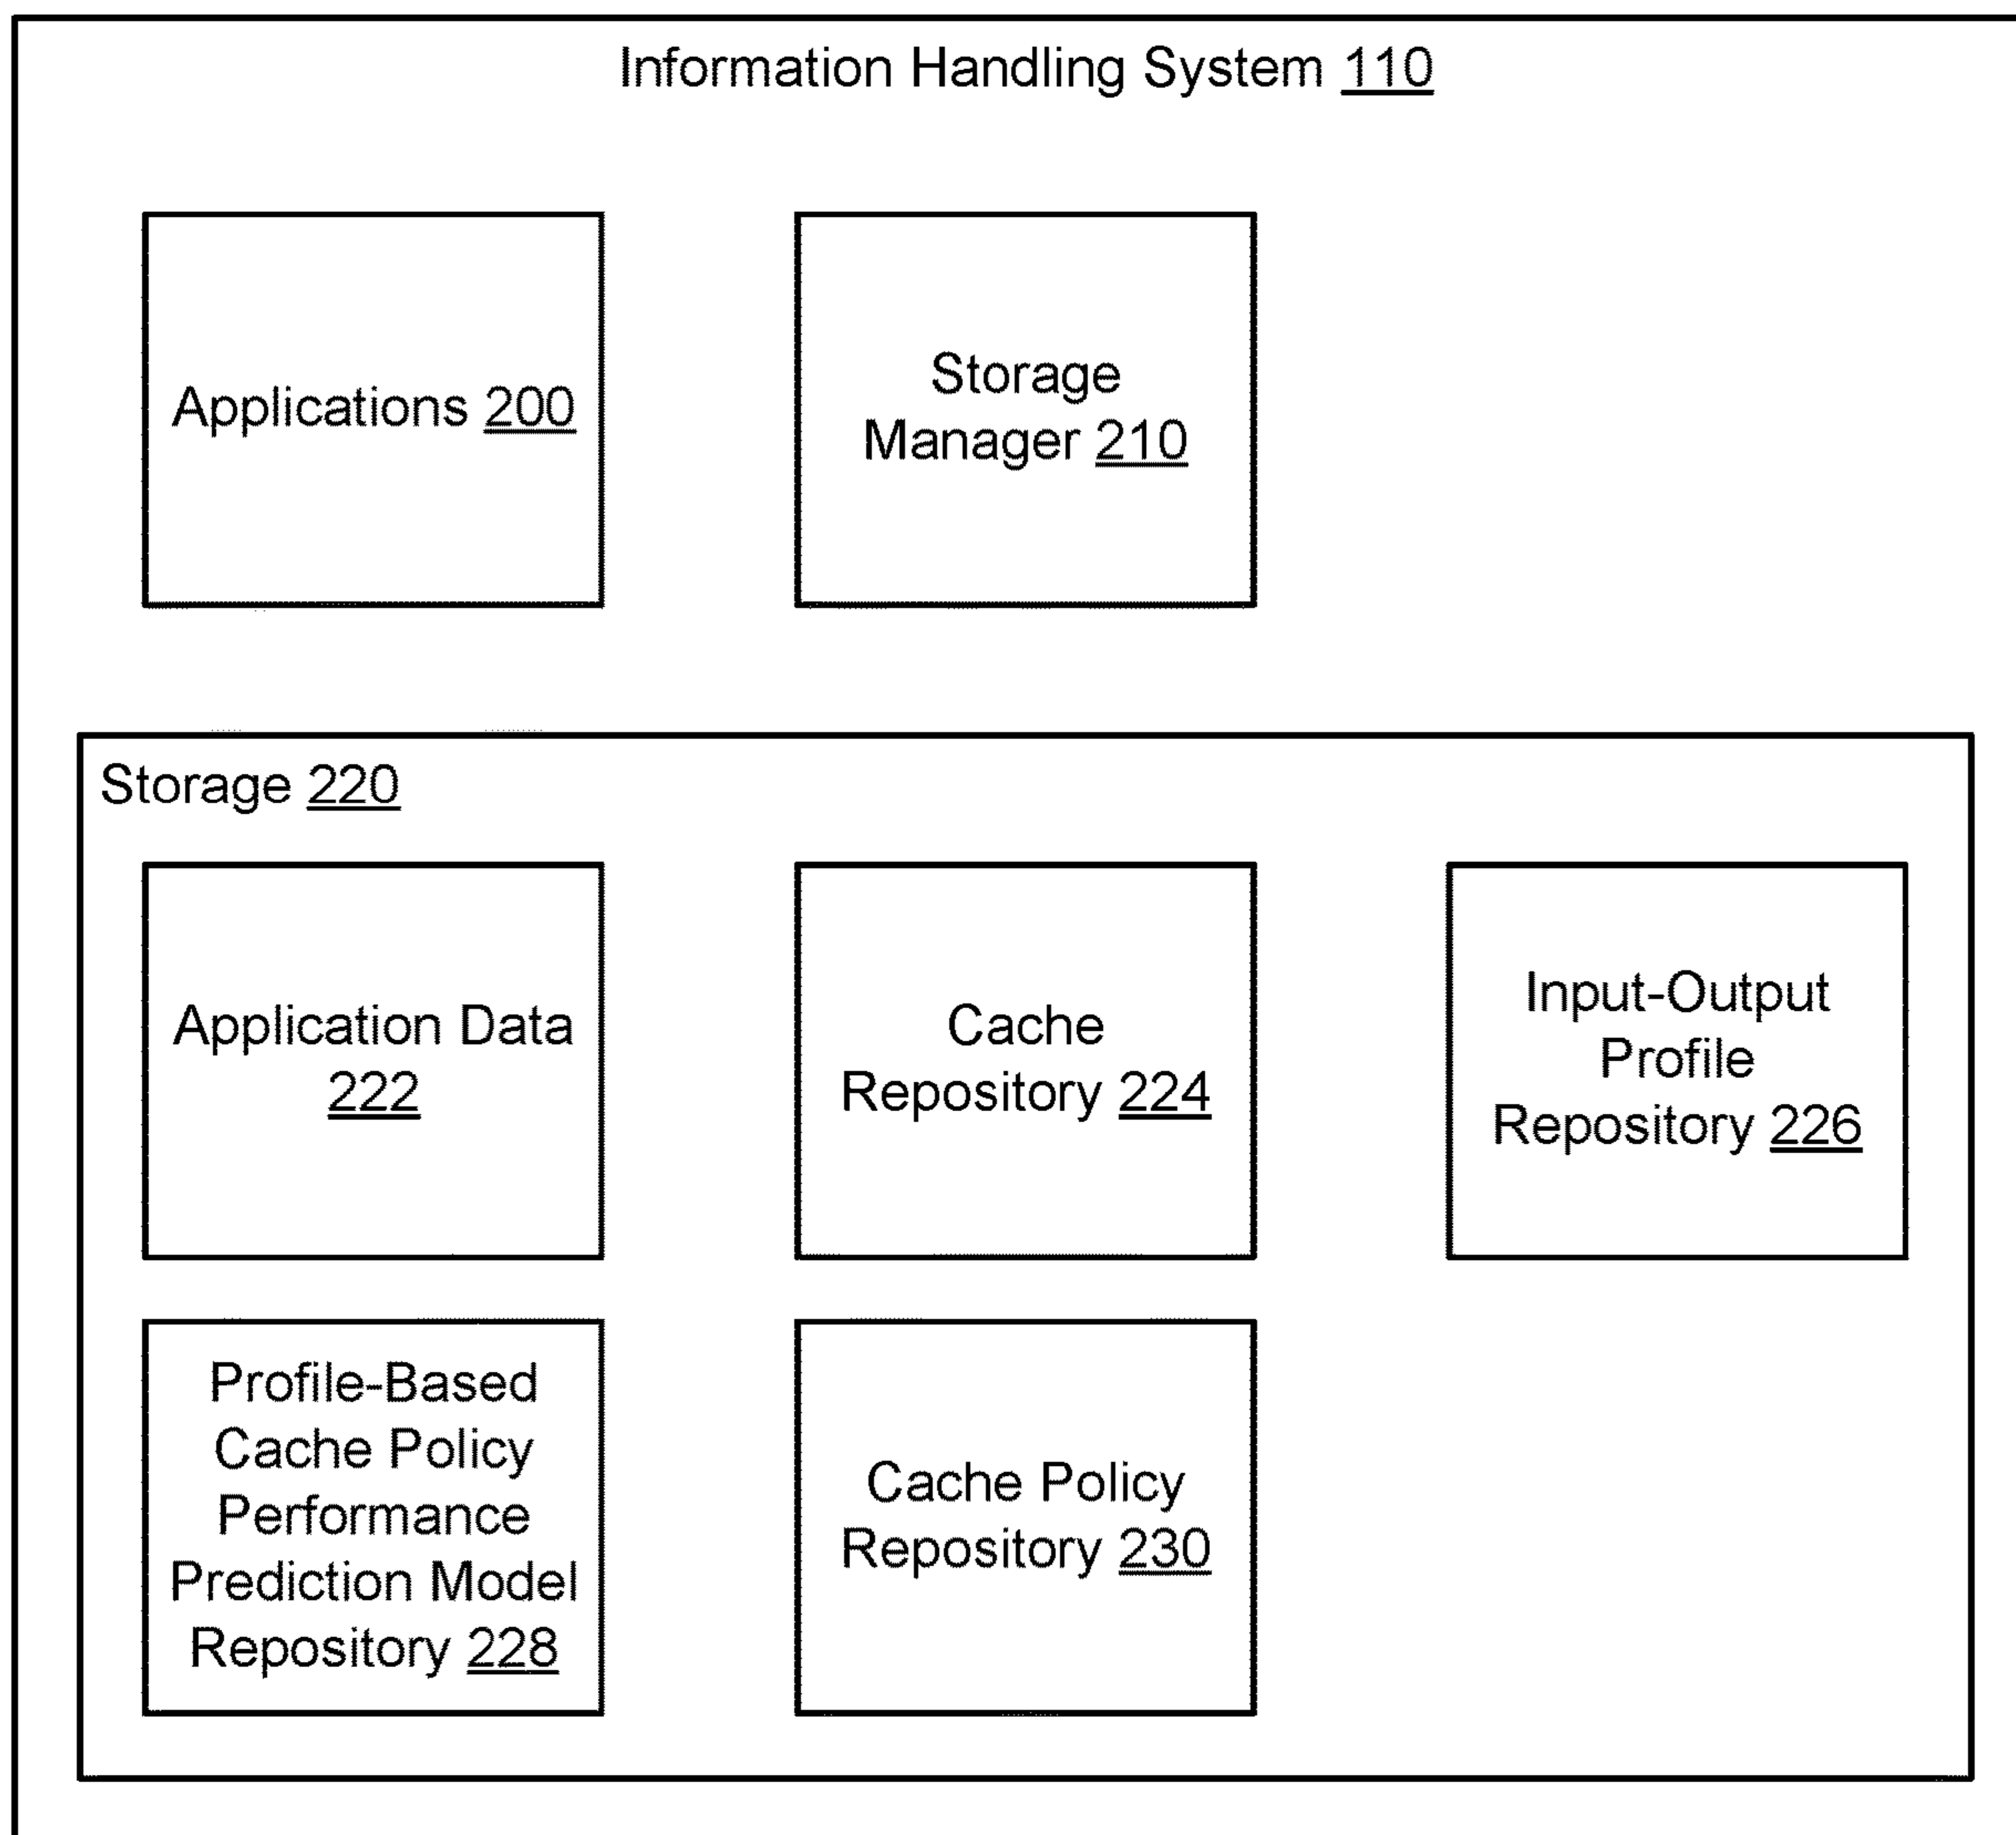 Information Handling System 110
Applications 200
Storage
Manager 210
Storage 220
Application Data
222
Cache
Repository 224
Input-Output
Profile
Repository 226
Profile-Based
Cache Policy
Performance
Prediction Model
Repository 228
Cache Policy
Repository 230